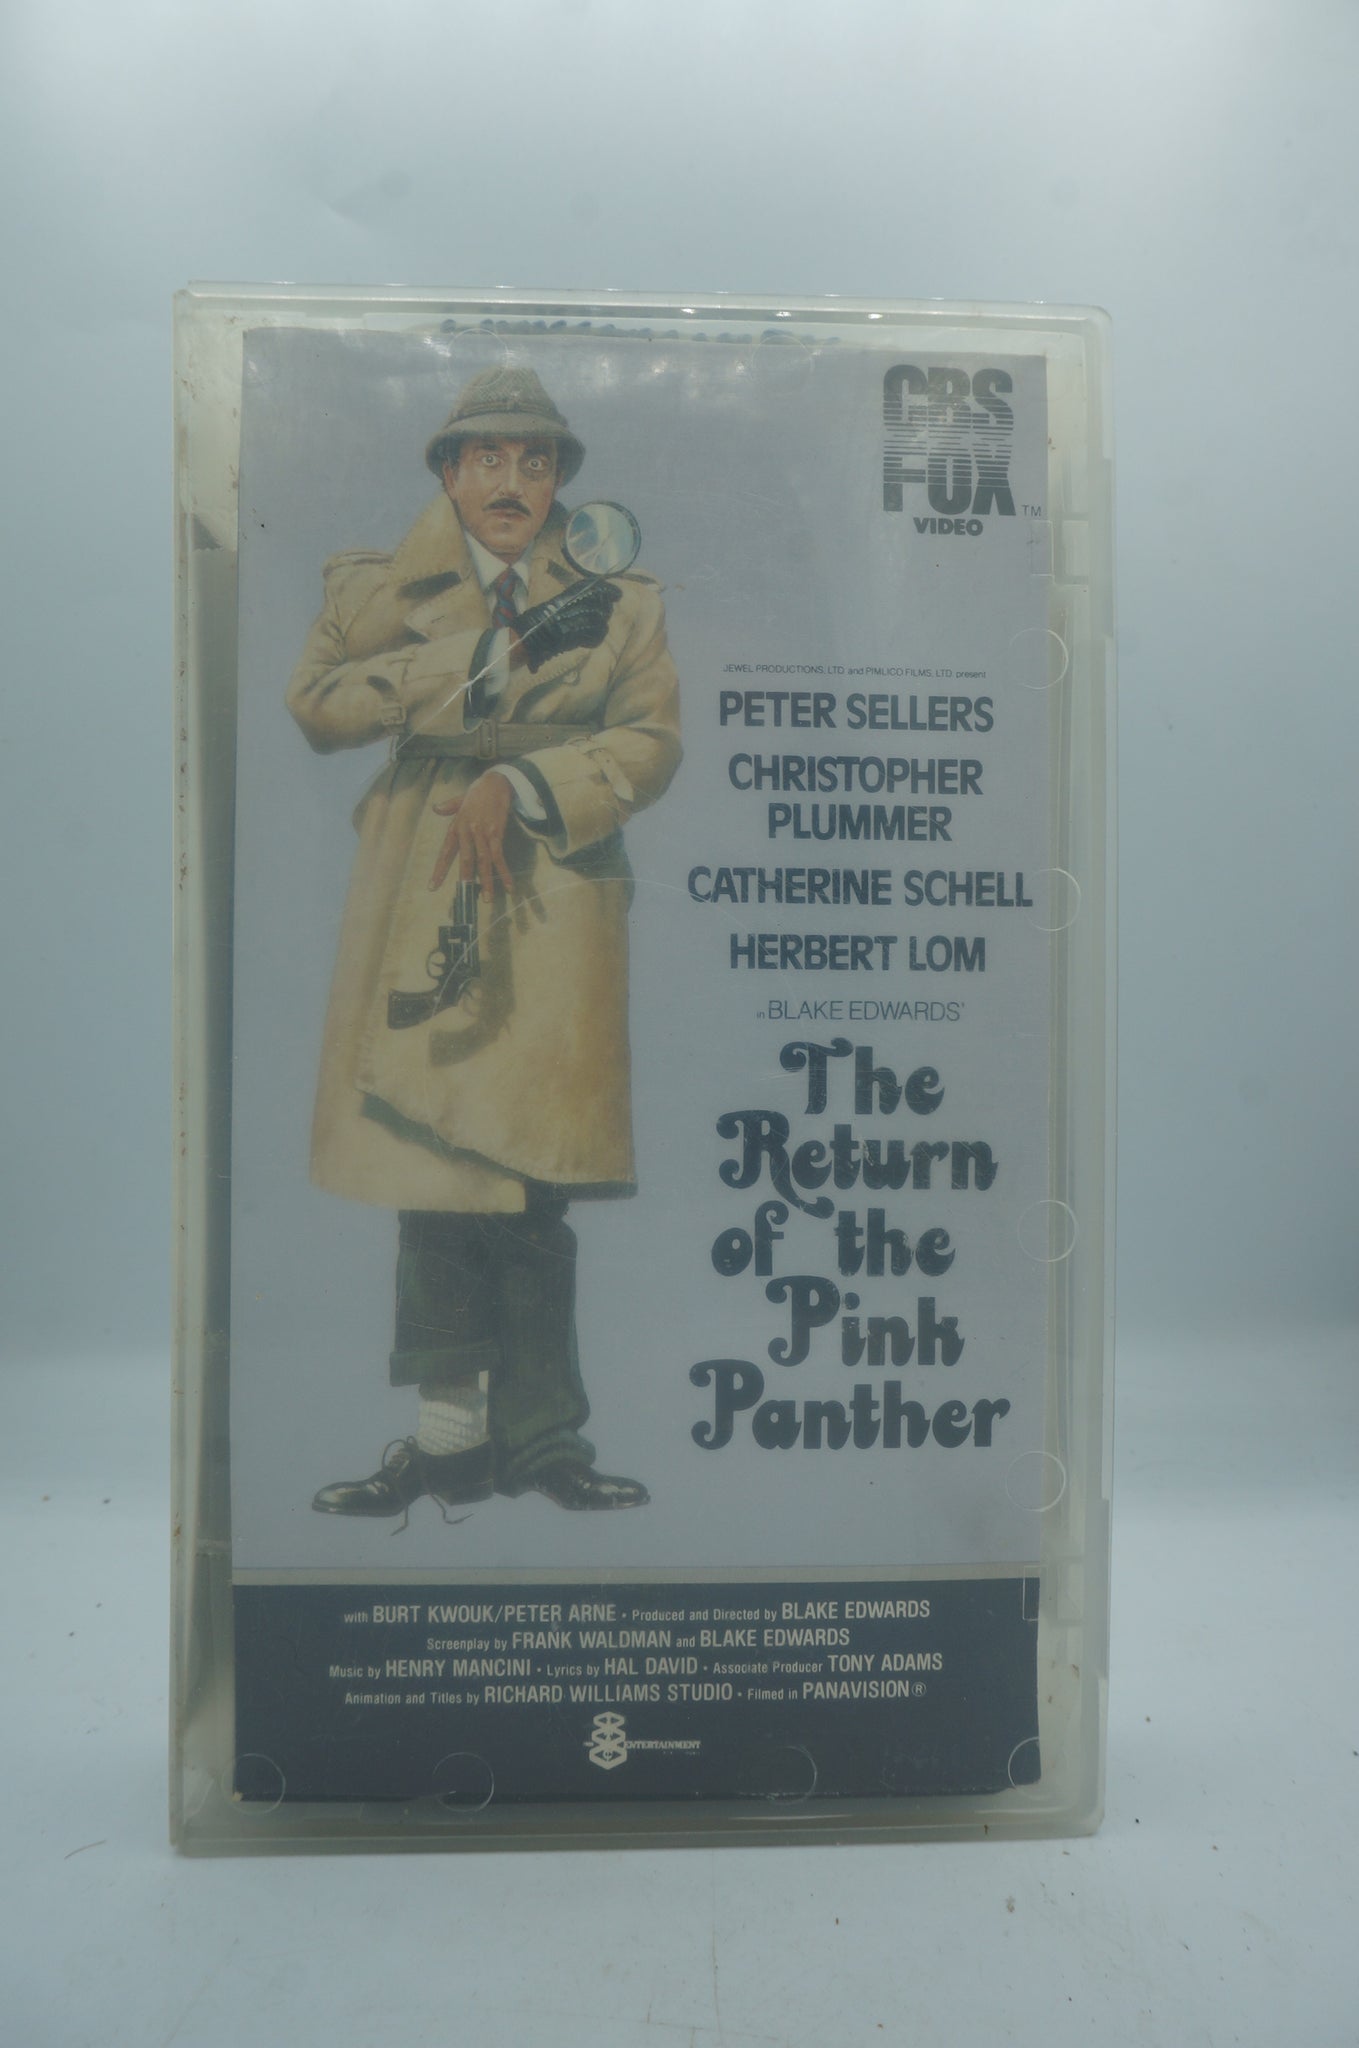 CBS
FOX
VIDEO
TM
JEWEL PRODUCTIONS, LTD and PIMLICO FILMS, LTD present
PETER SELLERS
CHRISTOPHER
PLUMMER
CATHERINE SCHELL
HERBERT LOM
in BLAKE EDWARDS'
The
Return
of the
Pink
Panther
with BURT KWOUK/PETER ARNE • Produced and Directed by BLAKE EDWARDS
Screenplay by FRANK WALDMAN and BLAKE EDWARDS
Music by HENRY MANCINI • Lyrics by HAL DAVID • Associate Producer TONY ADAMS
Animation and Titles by RICHARD WILLIAMS STUDIO • Filmed in PANAVISION®
ENTERTAINMENT